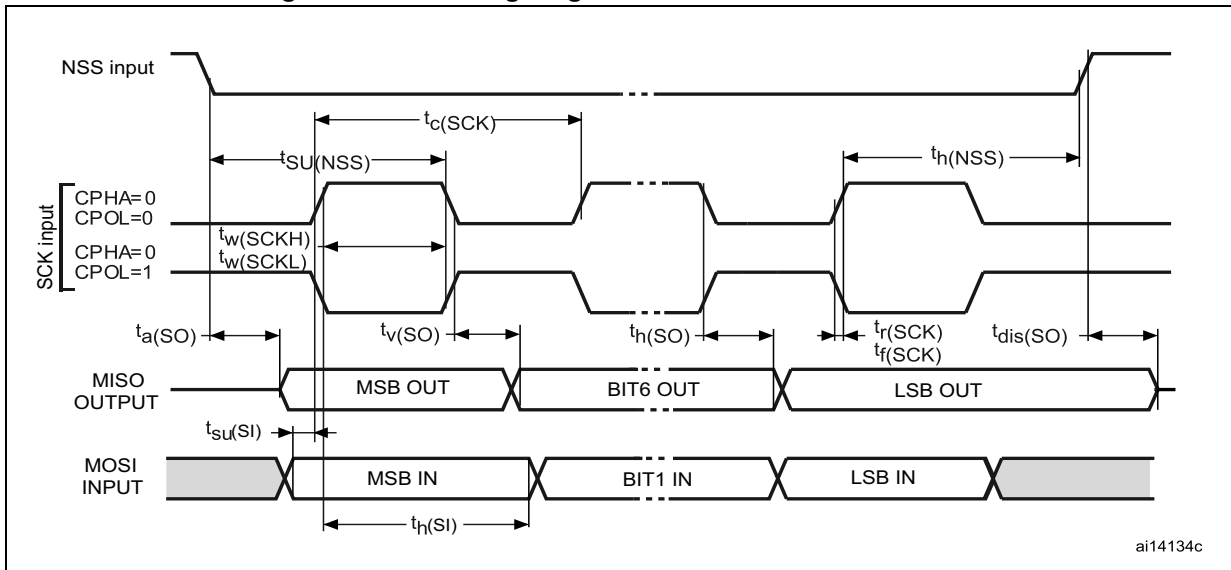 NSS input
tc(SCK)
tSU(NSS)
th(NSS)
SCK input
CPHA=0
CPOL=0
tw(SCKH)
CPHA=0
tw(SCKL)
CPOL=1
ta(SO)
tv(SO)
th(SO)
tr(SCK)
tf(SCK)
tdis(SO)
MISO
OUTPUT
MSB OUT
BIT6 OUT
LSB OUT
tsu(SI)
MOSI
INPUT
MSB IN
BIT1 IN
LSB IN
th(SI)
ai14134c